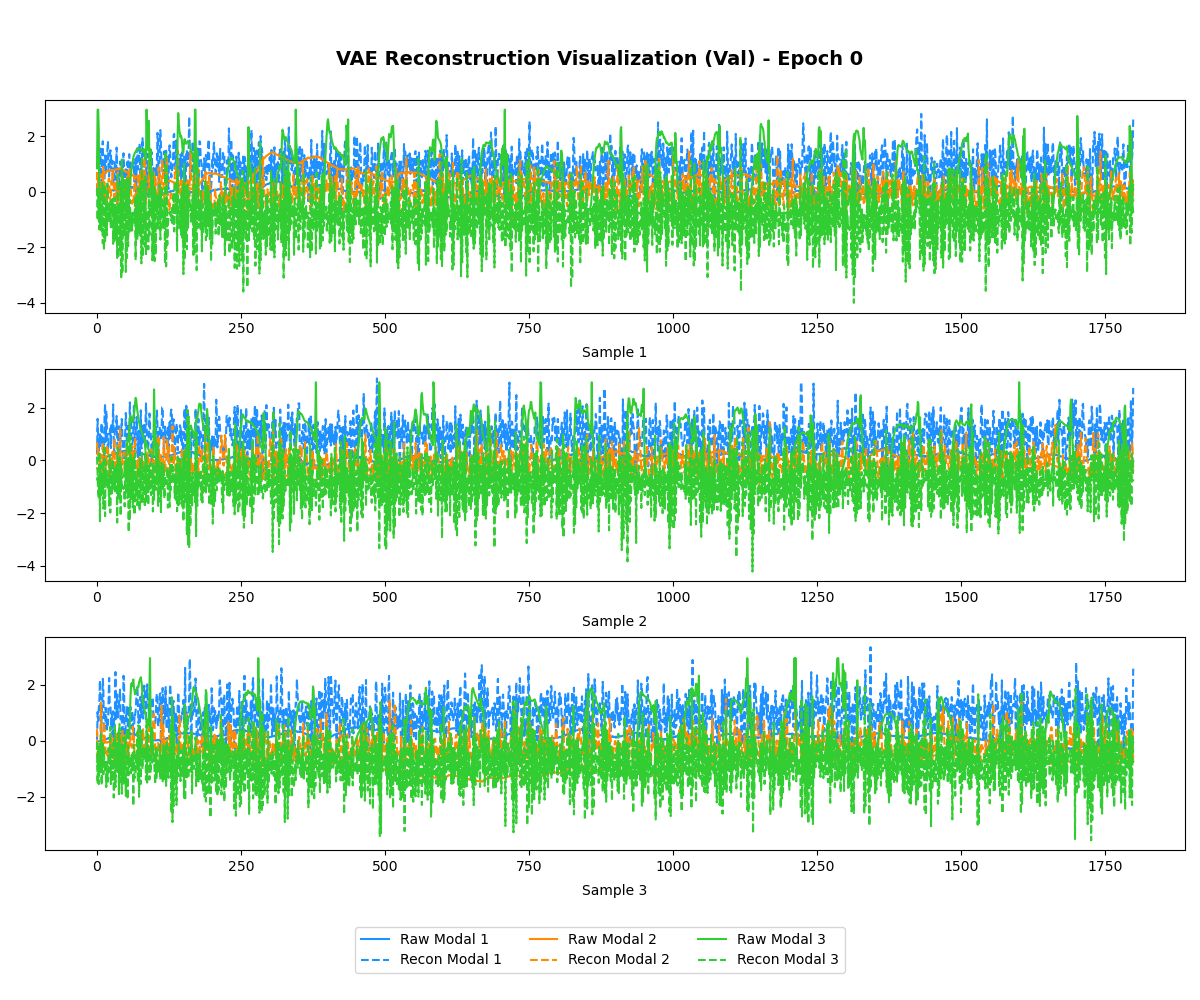 VAE Reconstruction Visualization (Val) - Epoch 0
2
0
−2
−4
0 250 500 750 1000 1250 1500 1750
Sample 1
2
0
−2
−4
0 250 500 750 1000 1250 1500 1750
Sample 2
2
0
−2
0 250 500 750 1000 1250 1500 1750
Sample 3
Raw Modal 1 Raw Modal 2 Raw Modal 3
Recon Modal 1 Recon Modal 2 Recon Modal 3